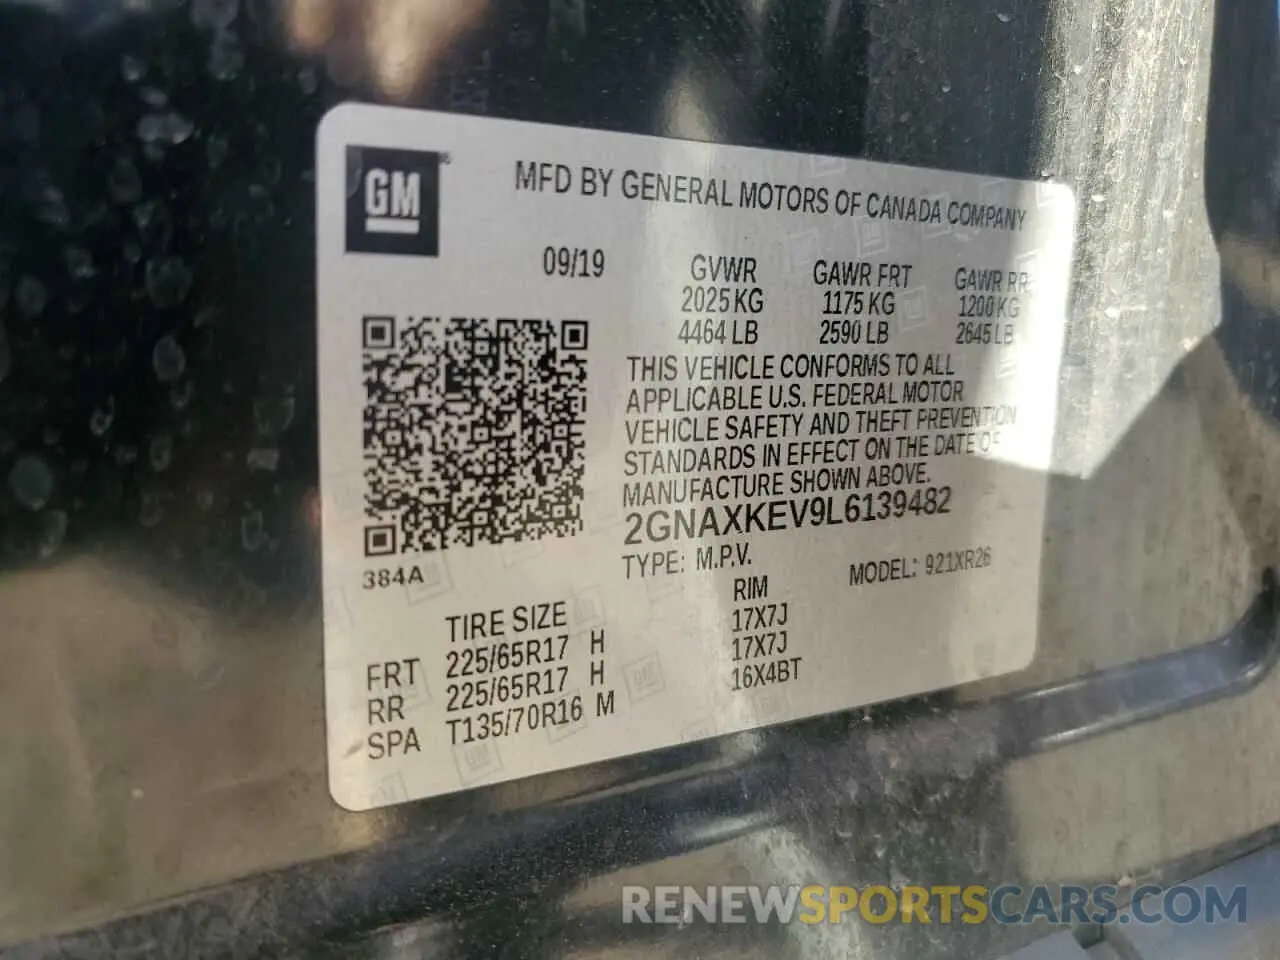 GM
MFD BY GENERAL MOTORS OF CANADA COMPANY
09/19
GVWR GAWR FRT GAWR RR
2025 KG 1175 KG 1200 KG
4464 LB 2590 LB 2645 LB
THIS VEHICLE CONFORMS TO ALL
APPLICABLE U.S. FEDERAL MOTOR
VEHICLE SAFETY AND THEFT PREVENTION
STANDARDS IN EFFECT ON THE DATE OF
MANUFACTURE SHOWN ABOVE.
2GNAXKEV9L6139482
TYPE: M.P.V. MODEL: 921XR26
384A
TIRE SIZE RIM
FRT 225/65R17 H 17X7J
RR 225/65R17 H 17X7J
SPA T135/70R16 M 16X4BT
RENEWSPORTSCARS.COM